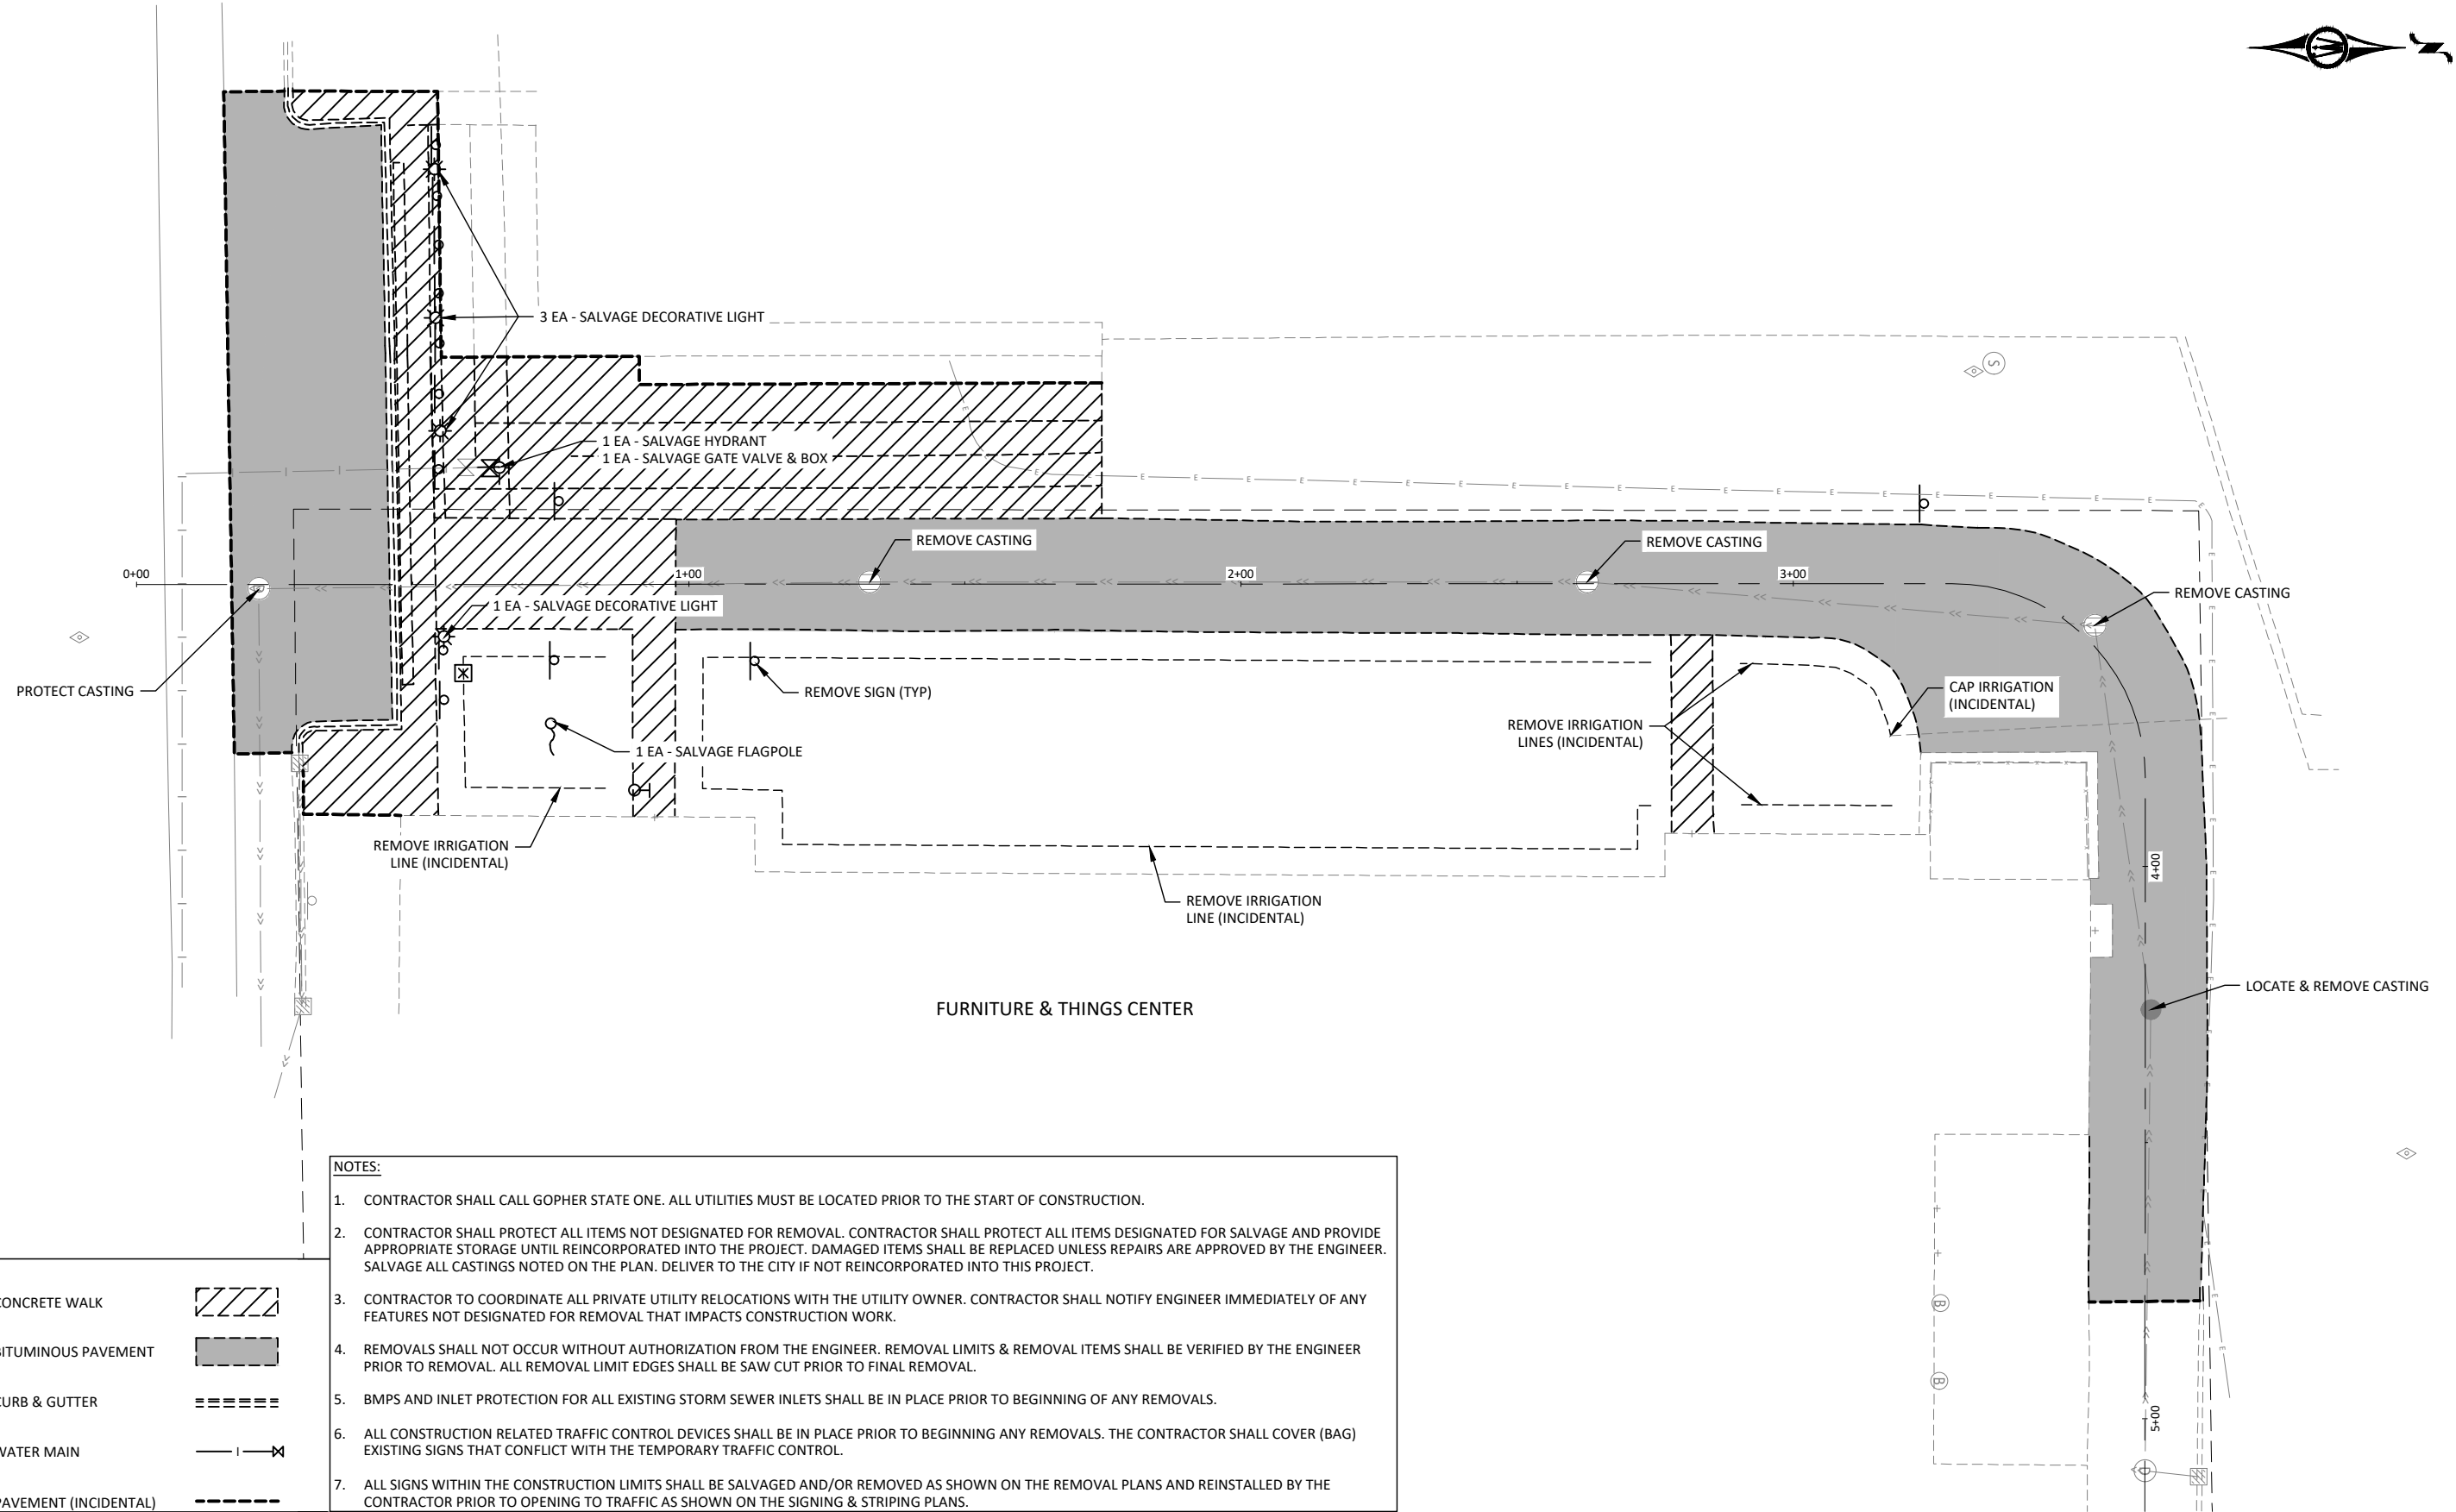 3 EA - SALVAGE DECORATIVE LIGHT
1 EA - SALVAGE HYDRANT
1 EA - SALVAGE GATE VALVE & BOX
S
REMOVE CASTING
REMOVE CASTING
0+00
1+00
2+00
3+00
REMOVE CASTING
1 EA - SALVAGE DECORATIVE LIGHT
PROTECT CASTING
REMOVE SIGN (TYP)
CAP IRRIGATION
(INCIDENTAL)
REMOVE IRRIGATION
LINES (INCIDENTAL)
1 EA - SALVAGE FLAGPOLE
REMOVE IRRIGATION
LINE (INCIDENTAL)
4+00
REMOVE IRRIGATION
LINE (INCIDENTAL)
LOCATE & REMOVE CASTING
FURNITURE & THINGS CENTER
NOTES:
1. CONTRACTOR SHALL CALL GOPHER STATE ONE. ALL UTILITIES MUST BE LOCATED PRIOR TO THE START OF CONSTRUCTION.
2. CONTRACTOR SHALL PROTECT ALL ITEMS NOT DESIGNATED FOR REMOVAL. CONTRACTOR SHALL PROTECT ALL ITEMS DESIGNATED FOR SALVAGE AND PROVIDE
APPROPRIATE STORAGE UNTIL REINCORPORATED INTO THE PROJECT. DAMAGED ITEMS SHALL BE REPLACED UNLESS REPAIRS ARE APPROVED BY THE ENGINEER.
SALVAGE ALL CASTINGS NOTED ON THE PLAN. DELIVER TO THE CITY IF NOT REINCORPORATED INTO THIS PROJECT.
3. CONTRACTOR TO COORDINATE ALL PRIVATE UTILITY RELOCATIONS WITH THE UTILITY OWNER. CONTRACTOR SHALL NOTIFY ENGINEER IMMEDIATELY OF ANY
FEATURES NOT DESIGNATED FOR REMOVAL THAT IMPACTS CONSTRUCTION WORK.
4. REMOVALS SHALL NOT OCCUR WITHOUT AUTHORIZATION FROM THE ENGINEER. REMOVAL LIMITS & REMOVAL ITEMS SHALL BE VERIFIED BY THE ENGINEER
PRIOR TO REMOVAL. ALL REMOVAL LIMIT EDGES SHALL BE SAW CUT PRIOR TO FINAL REMOVAL.
5. BMPS AND INLET PROTECTION FOR ALL EXISTING STORM SEWER INLETS SHALL BE IN PLACE PRIOR TO BEGINNING OF ANY REMOVALS.
6. ALL CONSTRUCTION RELATED TRAFFIC CONTROL DEVICES SHALL BE IN PLACE PRIOR TO BEGINNING ANY REMOVALS. THE CONTRACTOR SHALL COVER (BAG)
EXISTING SIGNS THAT CONFLICT WITH THE TEMPORARY TRAFFIC CONTROL.
7. ALL SIGNS WITHIN THE CONSTRUCTION LIMITS SHALL BE SALVAGED AND/OR REMOVED AS SHOWN ON THE REMOVAL PLANS AND REINSTALLED BY THE
CONTRACTOR PRIOR TO OPENING TO TRAFFIC AS SHOWN ON THE SIGNING & STRIPING PLANS.
ONCRETE WALK
ITUMINOUS PAVEMENT
URB & GUTTER
WATER MAIN
PAVEMENT (INCIDENTAL)
B
B
5+00
D